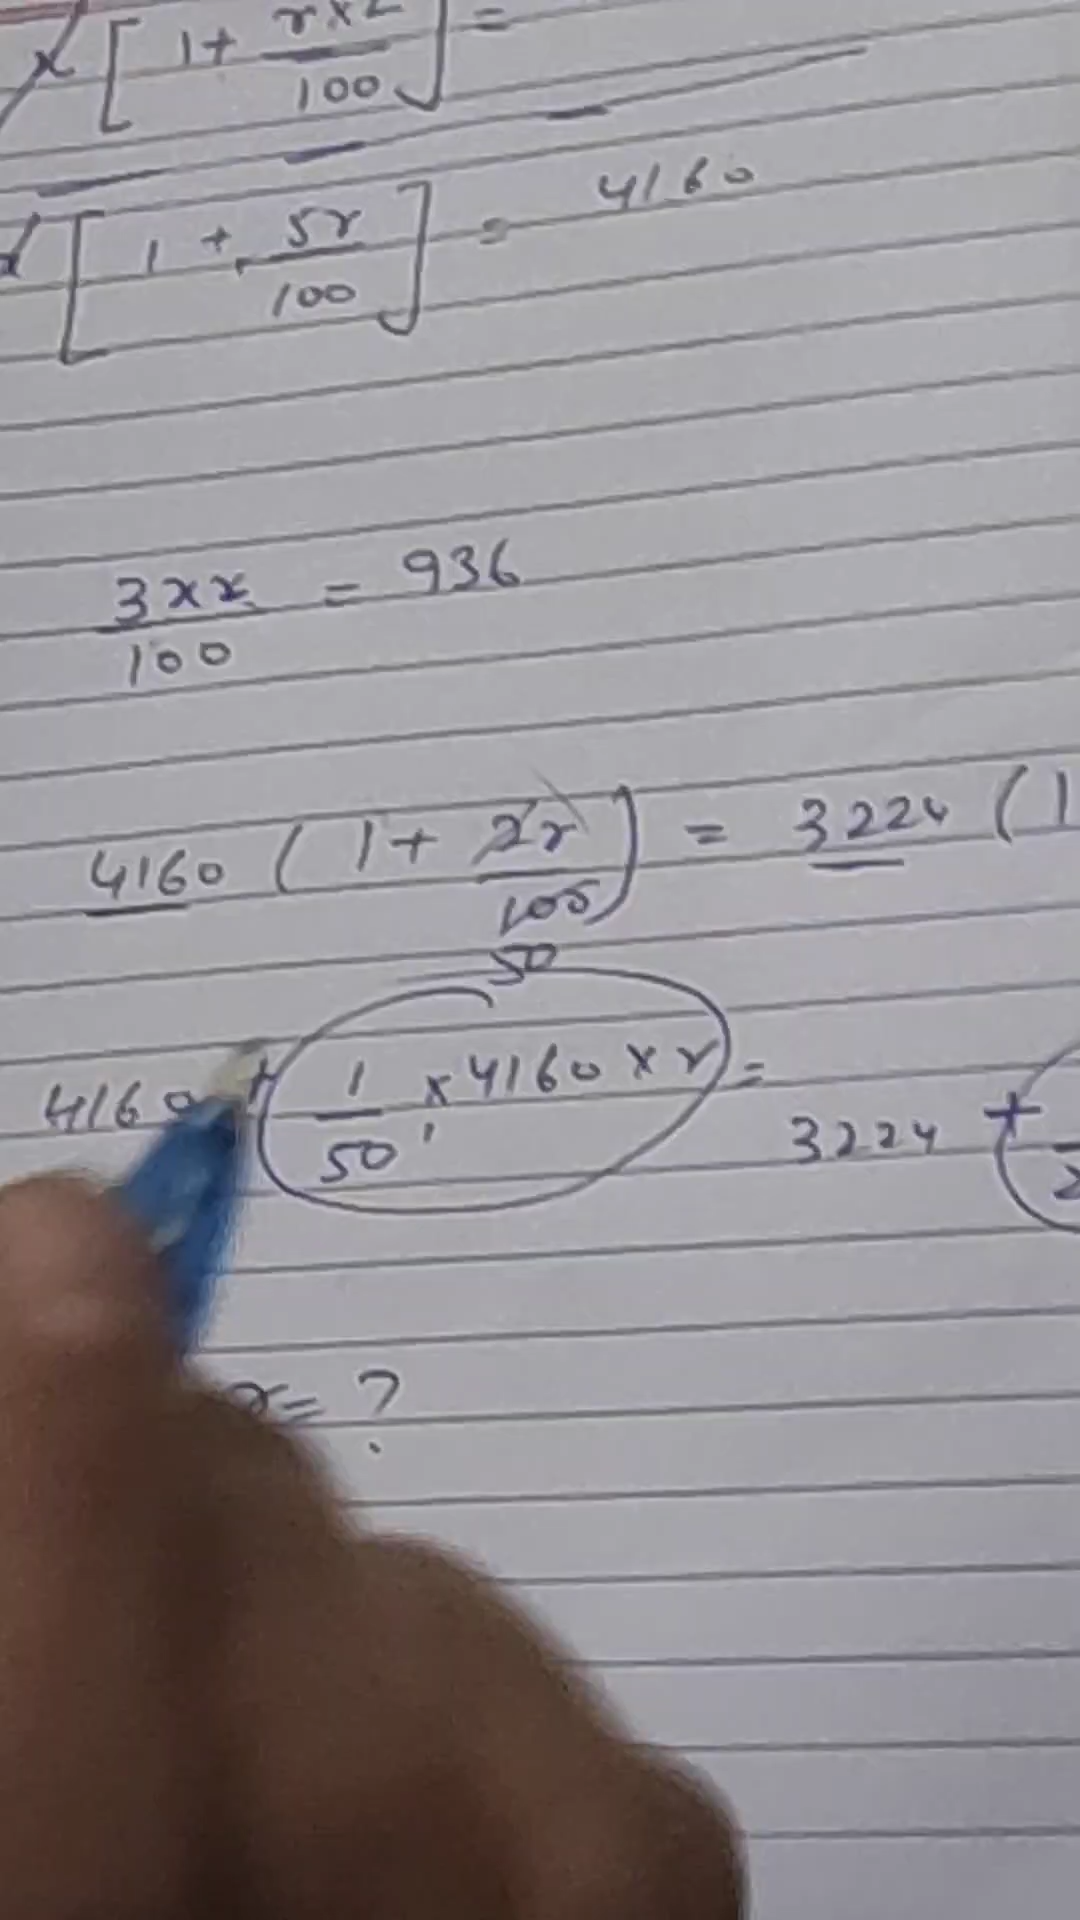 x [ 1 + r×2/100 ] =
x [ 1 + 5r/100 ] = 4160
3×x/100 = 936
4160 ( 1 + 2r/100 ) = 3224 ( 1
50
4160 + 1/50 × 4160 × r = 3224 +
r = ?